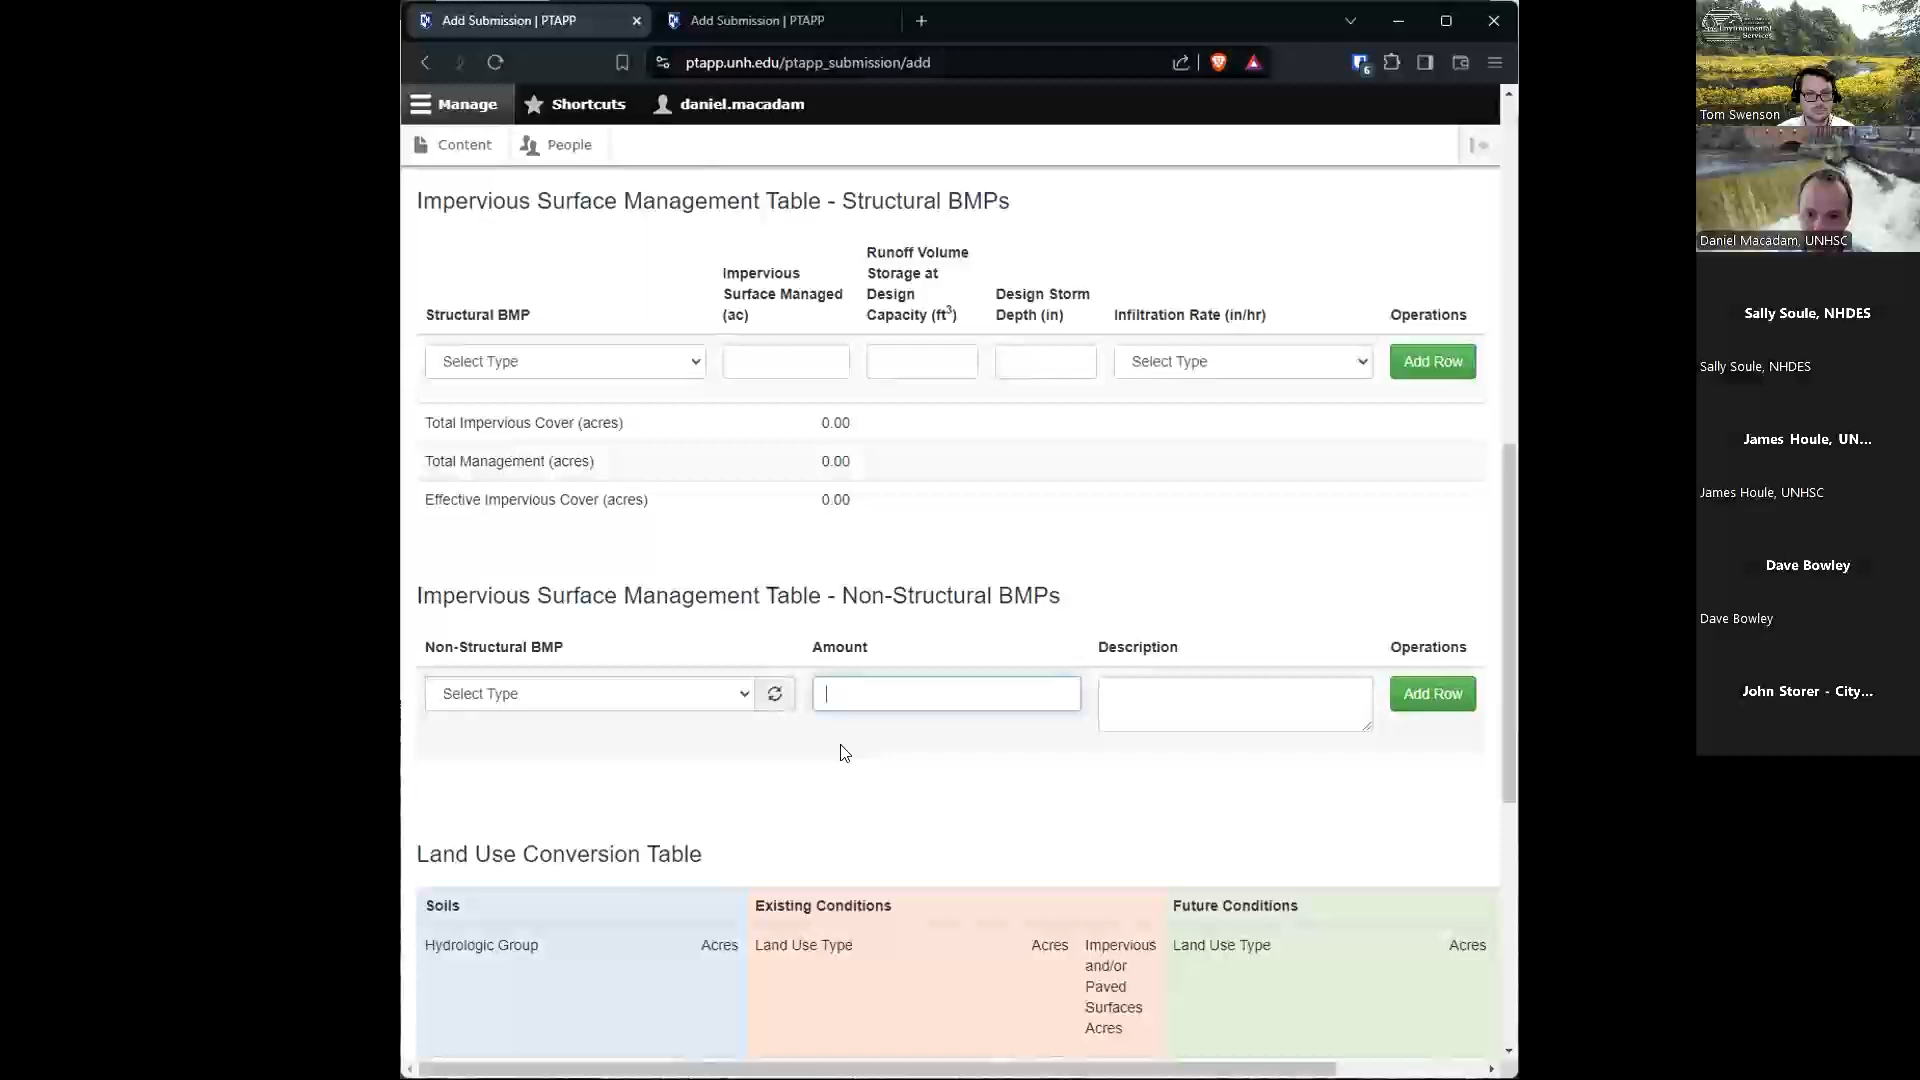 Add Submission | PTAPP
Add Submission | PTAPP
ptapp.unh.edu/ptapp_submission/add
6
Manage
Shortcuts
daniel.macadam
Content
People
Impervious Surface Management Table - Structural BMPs
Structural BMP
Impervious
Surface Managed
(ac)
Runoff Volume
Storage at
Design
Capacity (ft3)
Design Storm
Depth (in)
Infiltration Rate (in/hr)
Operations
Select Type
Select Type
Add Row
Total Impervious Cover (acres) 0.00
Total Management (acres) 0.00
Effective Impervious Cover (acres) 0.00
Impervious Surface Management Table - Non-Structural BMPs
Non-Structural BMP
Amount
Description
Operations
Select Type
Add Row
Land Use Conversion Table
Soils
Existing Conditions
Future Conditions
Hydrologic Group
Acres
Land Use Type
Acres
Impervious
and/or
Paved
Surfaces
Acres
Land Use Type
Acres
Environmental
Services
Tom Swenson
Daniel Macadam, UNHSC
Sally Soule, NHDES
Sally Soule, NHDES
James Houle, UN...
James Houle, UNHSC
Dave Bowley
Dave Bowley
John Storer - City...